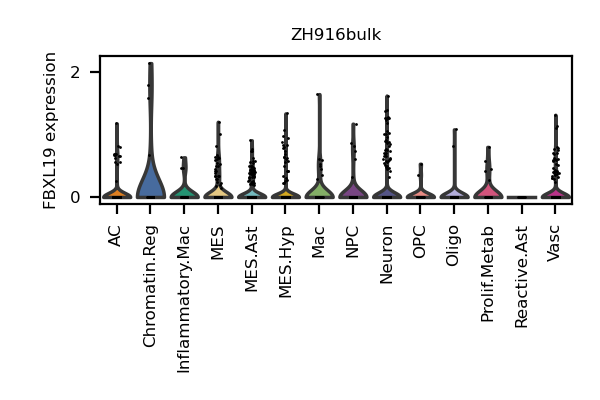 ZH916bulk
FBXL19 expression
2
0
AC
Chromatin.Reg
Inflammatory.Mac
MES
MES.Ast
MES.Hyp
Mac
NPC
Neuron
OPC
Oligo
Prolif.Metab
Reactive.Ast
Vasc